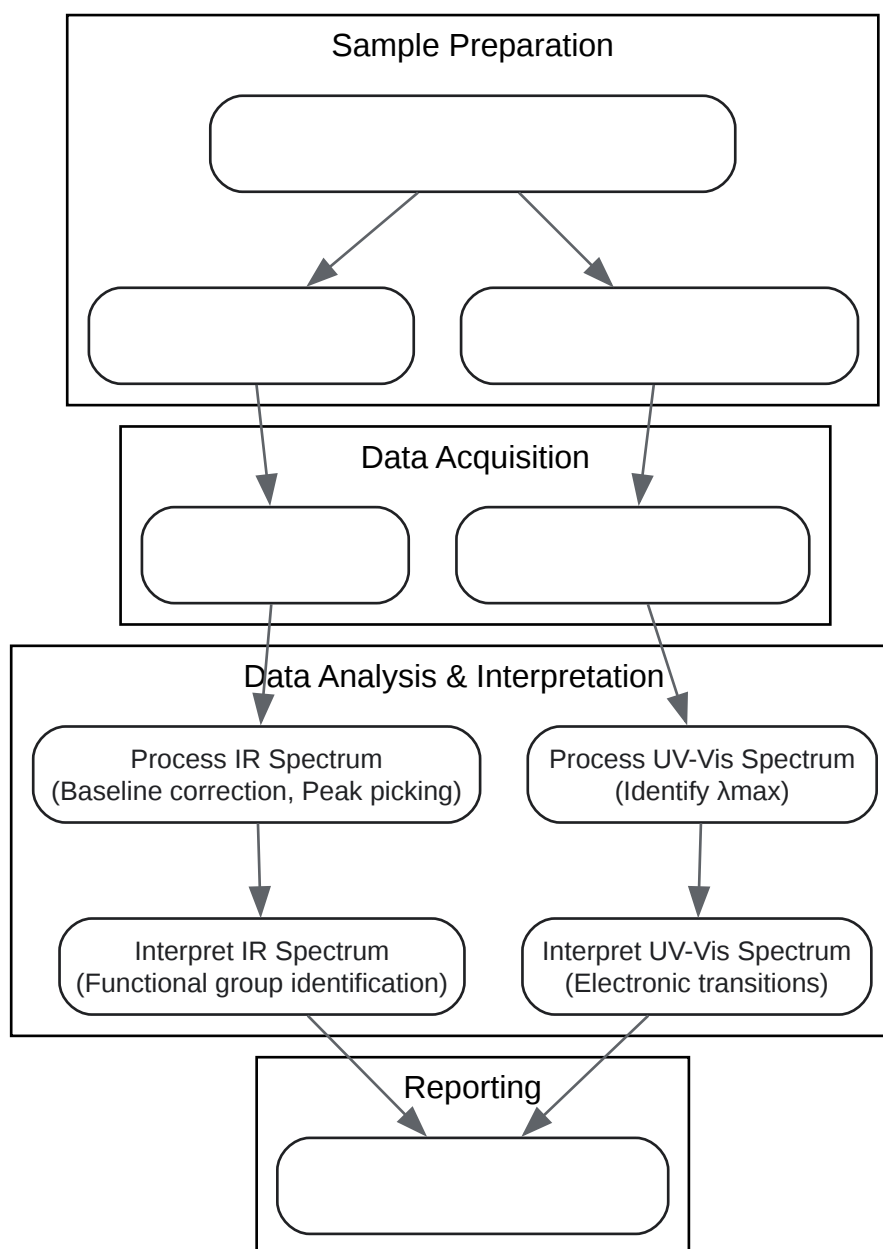 Sample Preparation
Data Acquisition
Data Analysis & Interpretation
Process IR Spectrum
(Baseline correction, Peak picking)
Process UV-Vis Spectrum
(Identify λmax)
Interpret IR Spectrum
(Functional group identification)
Interpret UV-Vis Spectrum
(Electronic transitions)
Reporting